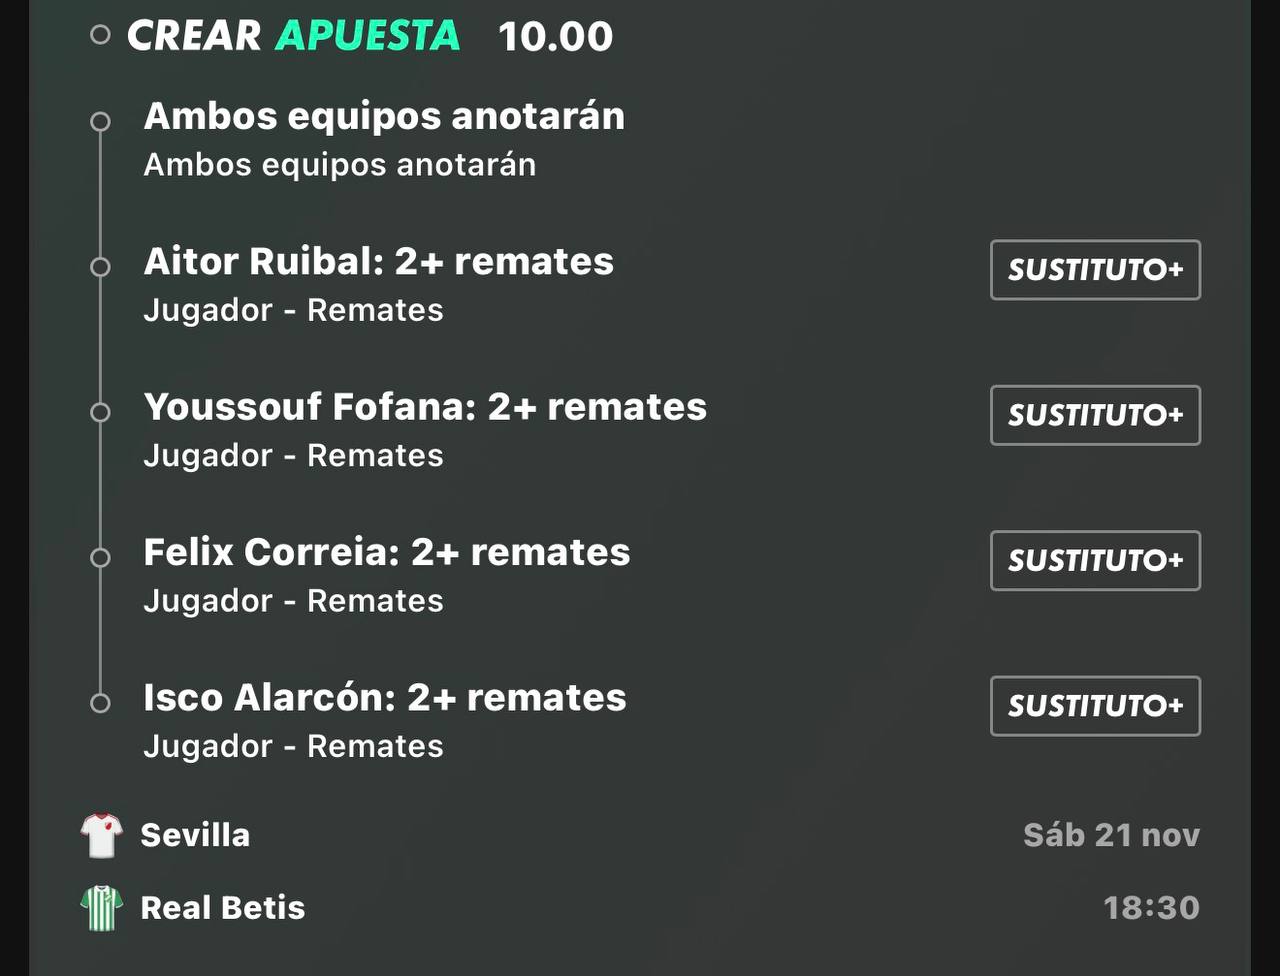 CREAR APUESTA 10.00
Ambos equipos anotarán
Ambos equipos anotarán
Aitor Ruibal: 2+ remates SUSTITUTO+
Jugador - Remates
Youssouf Fofana: 2+ remates SUSTITUTO+
Jugador - Remates
Felix Correia: 2+ remates SUSTITUTO+
Jugador - Remates
Isco Alarcón: 2+ remates SUSTITUTO+
Jugador - Remates
Sevilla Sáb 21 nov
Real Betis 18:30